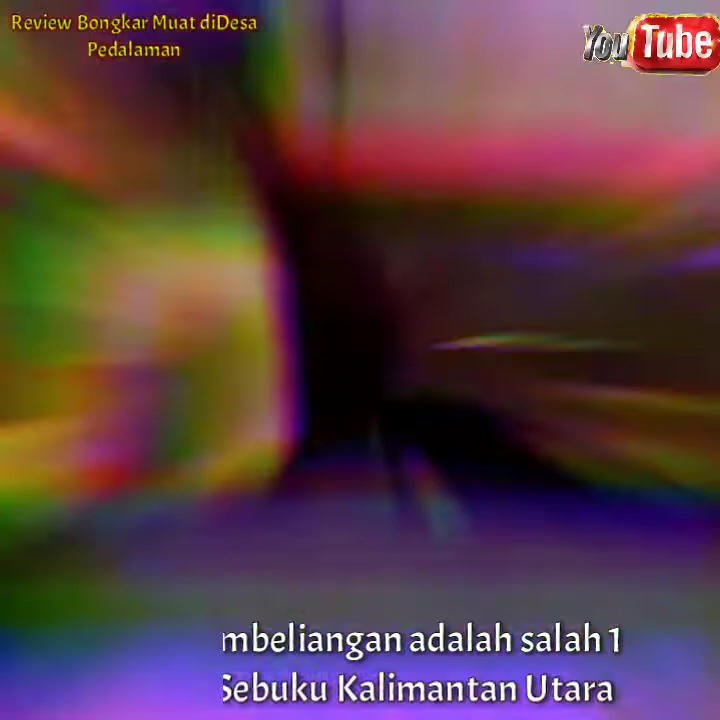 Review Bongkar Muat diDesa
Pedalaman
YouTube
mbeliangan adalah salah 1
Sebuku Kalimantan Utara